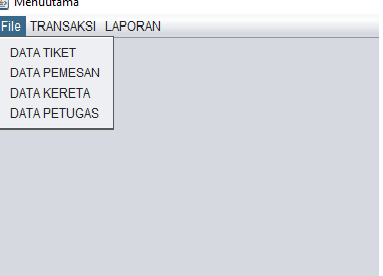 Menuutama
File TRANSAKSI LAPORAN
DATA TIKET
DATA PEMESAN
DATA KERETA
DATA PETUGAS